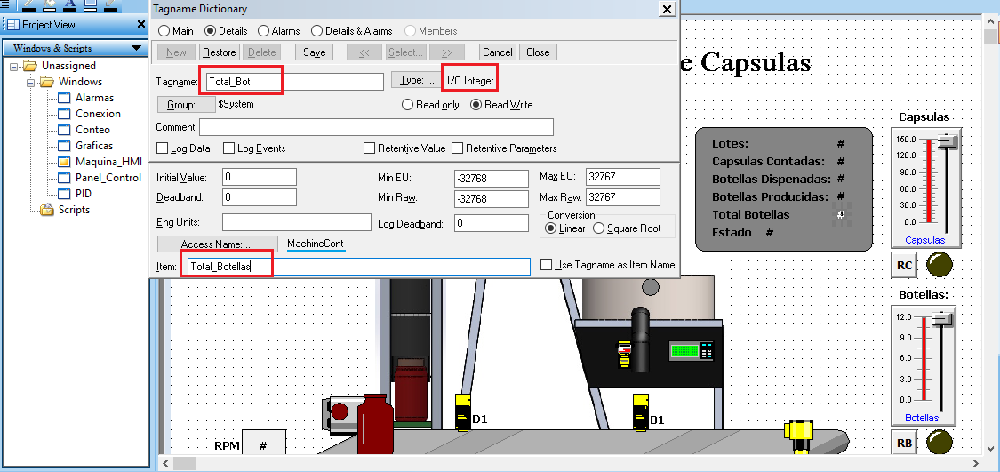 Tagname Dictionary
Project View
Windows & Scripts
Unassigned
Windows
Alarmas
Conexion
Conteo
Graficas
Maquina_HMI
Panel_Control
PID
Scripts
Main Details Alarms Details & Alarms Members
New Restore Delete Save << Select... >> Cancel Close
Tagname: Total_Bot Type: ... I/O Integer
Group: ... $System Read only Read Write
Comment:
Log Data Log Events Retentive Value Retentive Parameters
Initial Value: 0 Min EU: -32768 Max EU: 32767
Deadband: 0 Min Raw: -32768 Max Raw: 32767
Eng Units: Log Deadband: 0
Conversion
Linear Square Root
Access Name: ... MachineCont
Item: Total_Botellas Use Tagname as Item Name
e Capsulas
Lotes: #
Capsulas Contadas: #
Botellas Dispenadas: #
Botellas Producidas: #
Total Botellas #
Estado #
Capsulas
150.0
120.0
90.0
60.0
30.0
0.0
Capsulas
RC
Botellas:
12.0
9.0
6.0
3.0
0.0
Botellas
RB
D1
B1
RPM #